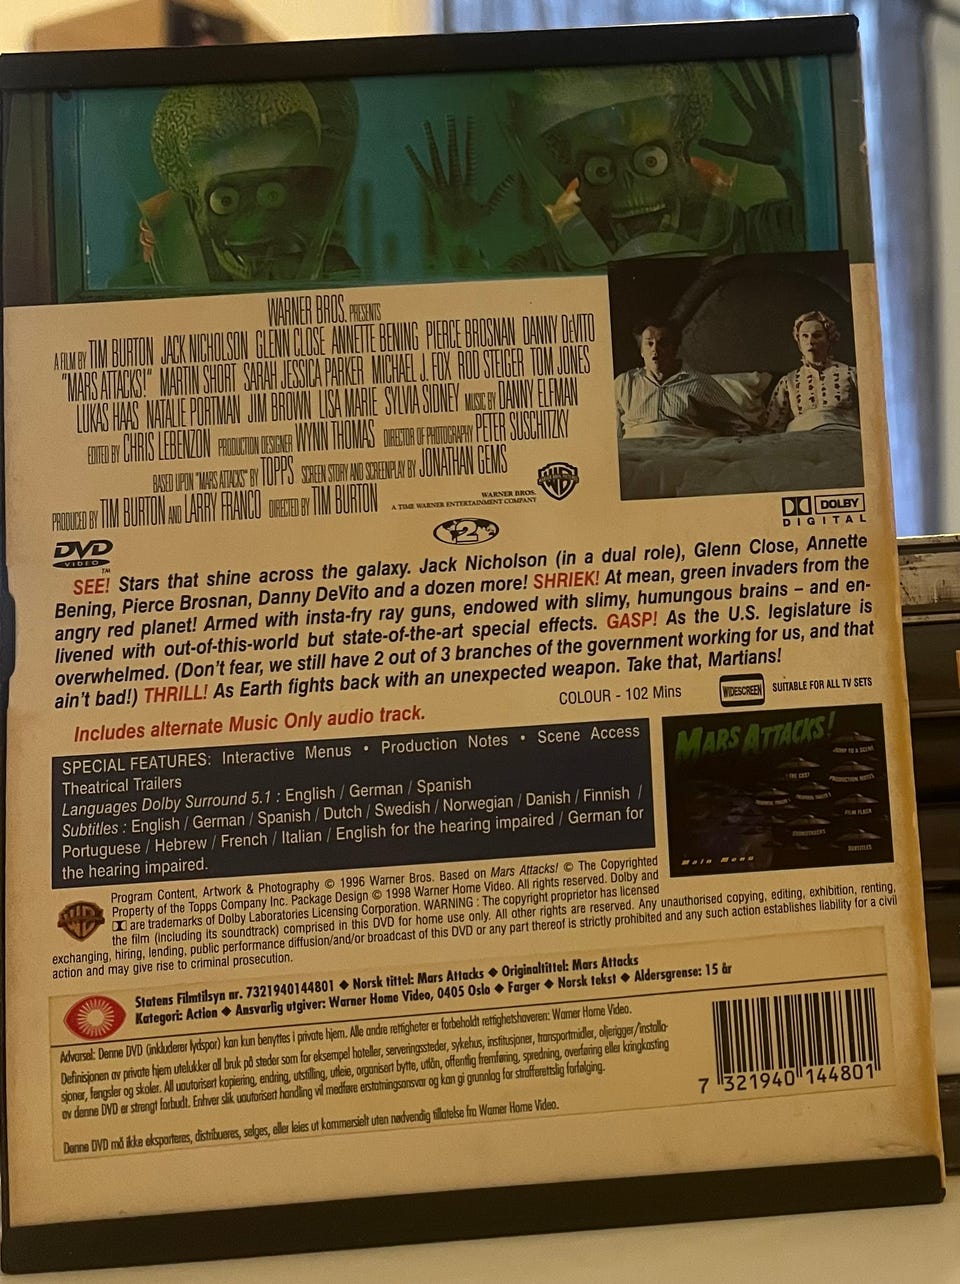 WARNER BROS. PRESENTS
A FILM BY TIM BURTON JACK NICHOLSON GLENN CLOSE ANNETTE BENING PIERCE BROSNAN DANNY DeVITO
"MARS ATTACKS!" MARTIN SHORT SARAH JESSICA PARKER MICHAEL J. FOX ROD STEIGER TOM JONES
LUKAS HAAS NATALIE PORTMAN JIM BROWN LISA MARIE SYLVIA SIDNEY MUSIC BY DANNY ELFMAN
EDITED BY CHRIS LEBENZON PRODUCTION DESIGNER WYNN THOMAS DIRECTOR OF PHOTOGRAPHY PETER SUSCHITZKY
BASED UPON "MARS ATTACKS" BY TOPPS SCREEN STORY AND SCREENPLAY BY JONATHAN GEMS
PRODUCED BY TIM BURTON AND LARRY FRANCO DIRECTED BY TIM BURTON
WARNER BROS.
A TIME WARNER ENTERTAINMENT COMPANY
DOLBY
DIGITAL
2
DVD
VIDEO
TM
SEE! Stars that shine across the galaxy. Jack Nicholson (in a dual role), Glenn Close, Annette
Bening, Pierce Brosnan, Danny DeVito and a dozen more! SHRIEK! At mean, green invaders from the
angry red planet! Armed with insta-fry ray guns, endowed with slimy, humungous brains – and en-
livened with out-of-this-world but state-of-the-art special effects. GASP! As the U.S. legislature is
overwhelmed. (Don't fear, we still have 2 out of 3 branches of the government working for us, and that
ain't bad!) THRILL! As Earth fights back with an unexpected weapon. Take that, Martians!
Includes alternate Music Only audio track.
COLOUR - 102 Mins
WIDESCREEN
SUITABLE FOR ALL TV SETS
SPECIAL FEATURES: Interactive Menus • Production Notes • Scene Access
Theatrical Trailers
Languages Dolby Surround 5.1 : English / German / Spanish
Subtitles : English / German / Spanish / Dutch / Swedish / Norwegian / Danish / Finnish /
Portuguese / Hebrew / French / Italian / English for the hearing impaired / German for
the hearing impaired.
MARS ATTACKS!
JUMP TO A SCENE
THE CAST
PRODUCTION NOTES
FILM FLASH
SUBTITLES
Main Menu
Program Content, Artwork & Photography © 1996 Warner Bros. Based on Mars Attacks! © The Copyrighted
Property of the Topps Company Inc. Package Design © 1998 Warner Home Video. All rights reserved. Dolby and
are trademarks of Dolby Laboratories Licensing Corporation. WARNING : The copyright proprietor has licensed
the film (including its soundtrack) comprised in this DVD for home use only. All other rights are reserved. Any unauthorised copying, editing, exhibition, renting,
exchanging, hiring, lending, public performance diffusion/and/or broadcast of this DVD or any part thereof is strictly prohibited and any such action establishes liability for a civil
action and may give rise to criminal prosecution.
Statens Filmtilsyn nr. 7321940144801 ◆ Norsk tittel: Mars Attacks ◆ Originaltittel: Mars Attacks
Kategori: Action ◆ Ansvarlig utgiver: Warner Home Video, 0405 Oslo ◆ Farger ◆ Norsk tekst ◆ Aldersgrense: 15 år
Advarsel: Denne DVD (inkluderer lydspor) kan kun benyttes i private hjem. Alle andre rettigheter er forbeholdt rettighetshaveren: Warner Home Video.
Definisjonen av private hjem utelukker all bruk på steder som for eksempel hoteller, serveringssteder, sykehus, institusjoner, transportmidler, oljerigger/installa-
sjoner, fengsler og skoler. All uautorisert kopiering, endring, utstilling, utleie, organisert bytte, utlån, offentlig fremføring, spredning, overføring eller kringkasting
av denne DVD er strengt forbudt. Enhver slik uautorisert handling vil medføre erstatningsansvar og kan gi grunnlag for strafferettslig forfølging.
Denne DVD må ikke eksporteres, distribueres, selges, eller leies ut kommersielt uten nødvendig tillatelse fra Warner Home Video.
7 321940 144801